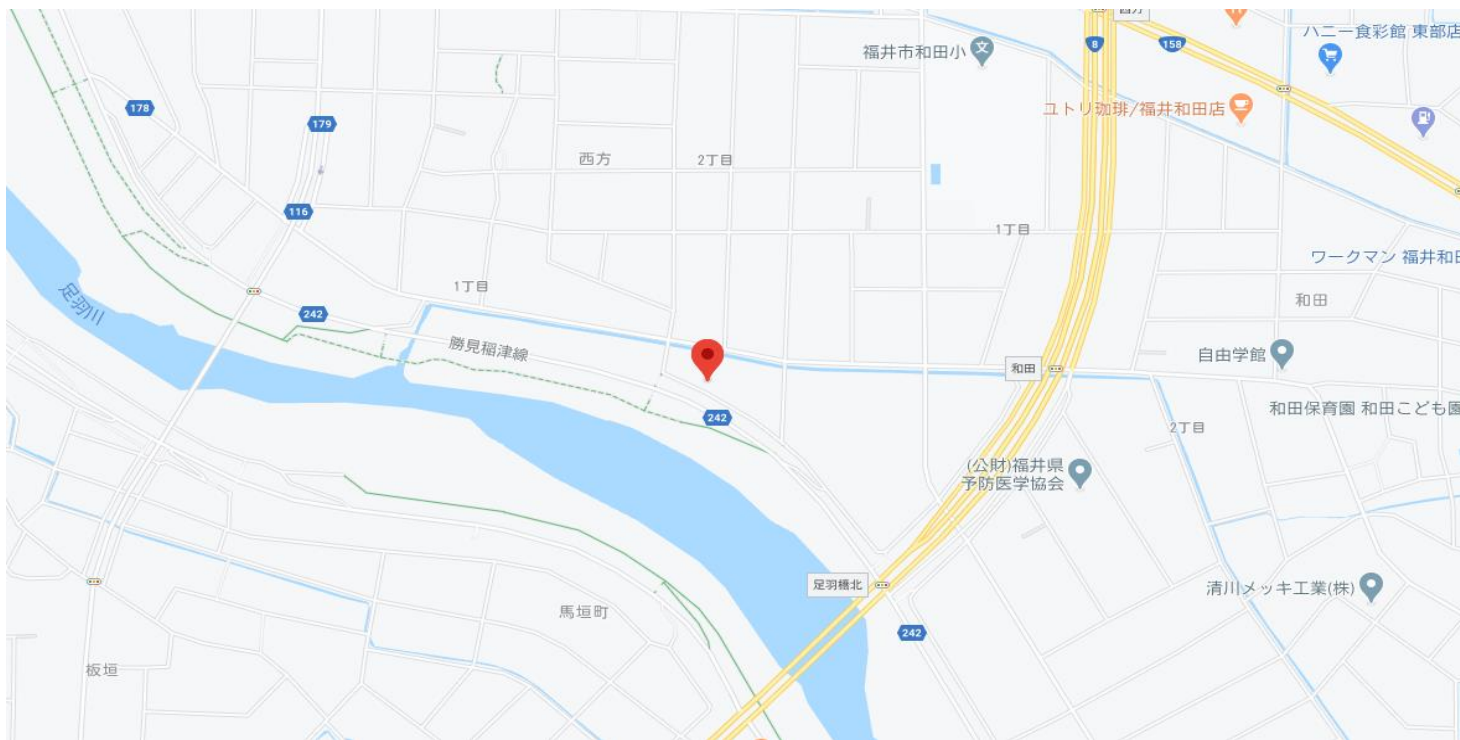 西方
8
158
ハニー食彩館 東部店
福井市和田小
文
ユトリ珈琲/福井和田店
178
179
西方
2丁目
116
1丁目
ワークマン 福井和田
足羽川
1丁目
和田
242
勝見稲津線
和田
自由学館
242
和田保育園 和田こども園
2丁目
(公財)福井県
予防医学協会
足羽橋北
清川メッキ工業(株)
馬垣町
242
板垣